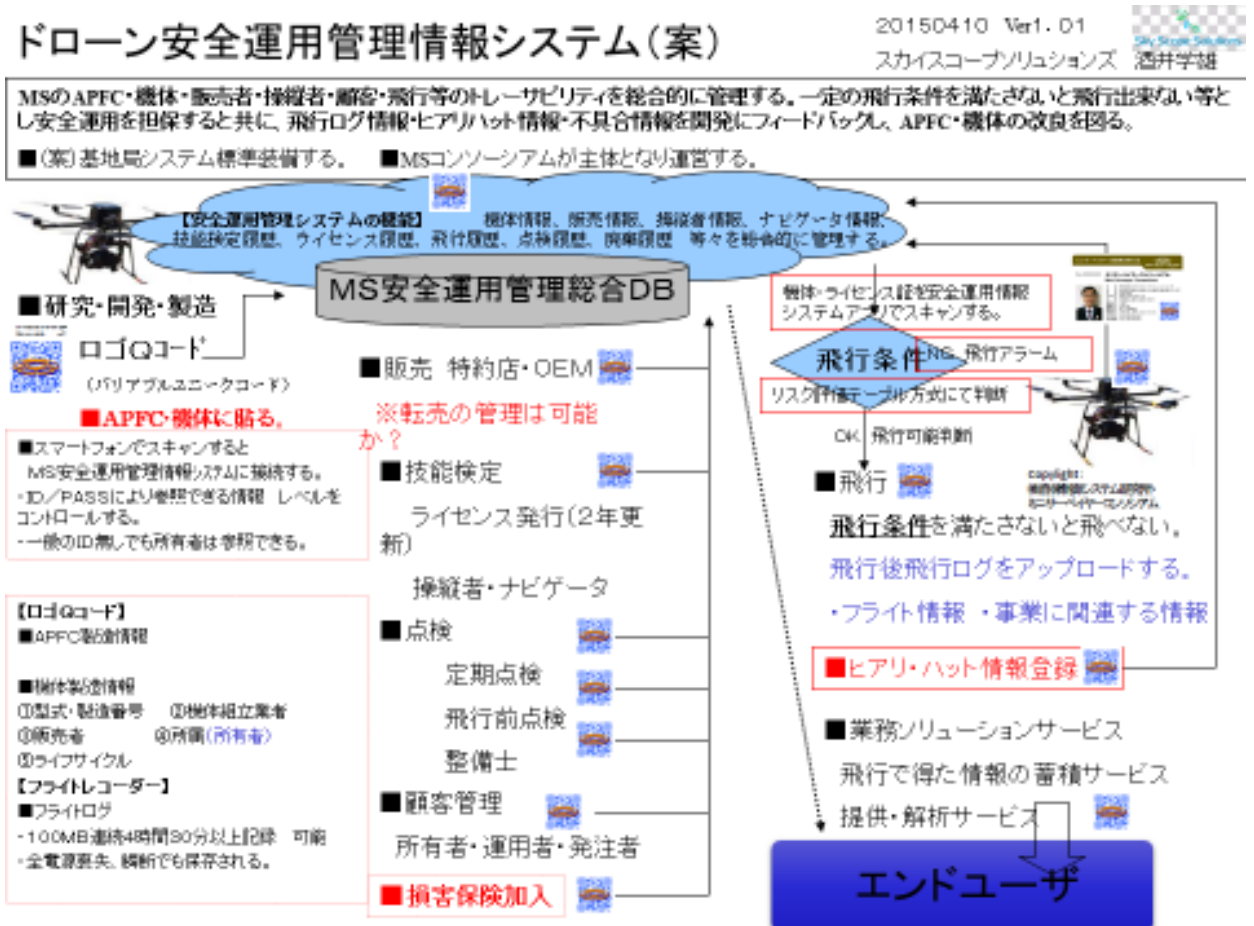 ドローン安全運用管理情報システム（案）
20150410 Ver1.01
スカイスコープソリュションズ 酒井学雄
Sky Scope Solutions
MSのAPFC・機体・販売者・操縦者・顧客・飛行等のトレーサビリティを総合的に管理する。一定の飛行条件を満たさないと飛行出来ない等と
し安全運用を担保すると共に、飛行ログ情報・ヒアリハット情報・不具合情報を開発にフィードバックし、APFC・機体の改良を図る。
■（案）基地局システム標準装備する。 ■MSコンソーシアムが主体となり運営する。
【安全運用管理システムの機能】 機体情報、販売情報、操縦者情報、ナビゲータ情報、
技能検定履歴、ライセンス履歴、飛行履歴、点検履歴、廃棄履歴 等々を総合的に管理する。
MS安全運用管理総合DB
■研究・開発・製造
ロゴQコード
（バリアブルユニークコード）
■APFC・機体に貼る。
■スマートフォンでスキャンすると
MS安全運用管理情報システムに接続する。
・ID／PASSにより参照できる情報 レベルを
コントロールする。
・一般のID無しでも所有者は参照できる。
【ロゴQコード】
■APFC製造情報
■機体製造情報
①型式・製造番号 ②機体組立業者
③販売者 ④所属(所有者)
⑤ライフサイクル
【フライトレコーダー】
■フライトログ
・100MB連続4時間30分以上記録 可能
・全電源喪失、瞬断でも保存される。
■販売 特約店・OEM
※転売の管理は可能
か？
■技能検定
ライセンス発行（2年更
新）
操縦者・ナビゲータ
■点検
定期点検
飛行前点検
整備士
■顧客管理
所有者・運用者・発注者
■損害保険加入
機体・ライセンス証を安全運用情報
システムアプリでスキャンする。
飛行条件
NG 飛行アラーム
リスク評価テーブル方式にて判断
OK 飛行可能判断
Copylight：
■飛行
飛行条件を満たさないと飛べない。
飛行後飛行ログをアップロードする。
・フライト情報 ・事業に関連する情報
■ヒアリ・ハット情報登録
■業務ソリューションサービス
飛行で得た情報の蓄積サービス
提供・解析サービス
エンドユーザ